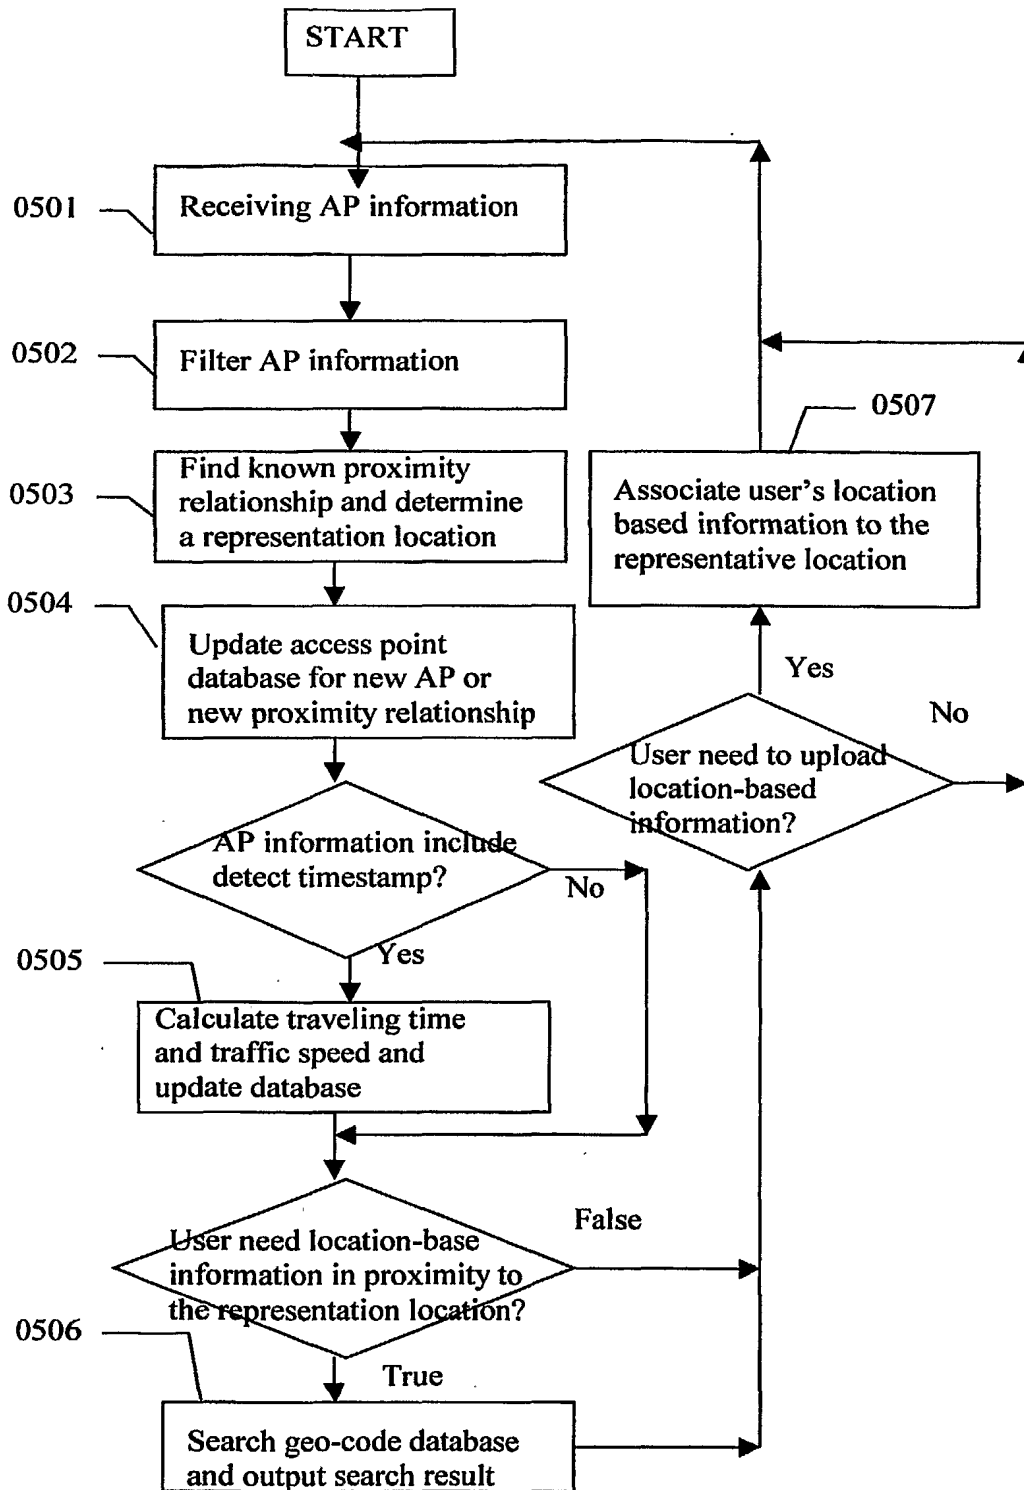 START
0501
Receiving AP information
0502
Filter AP information
0507
0503
Find known proximity
relationship and determine
a representation location
Associate user's location
based information to the
representative location
0504
Update access point
database for new AP or
new proximity relationship
Yes
No
User need to upload
location-based
information?
AP information include
detect timestamp?
No
Yes
0505
Calculate traveling time
and traffic speed and
update database
False
User need location-base
information in proximity to
the representation location?
0506
True
Search geo-code database
and output search result